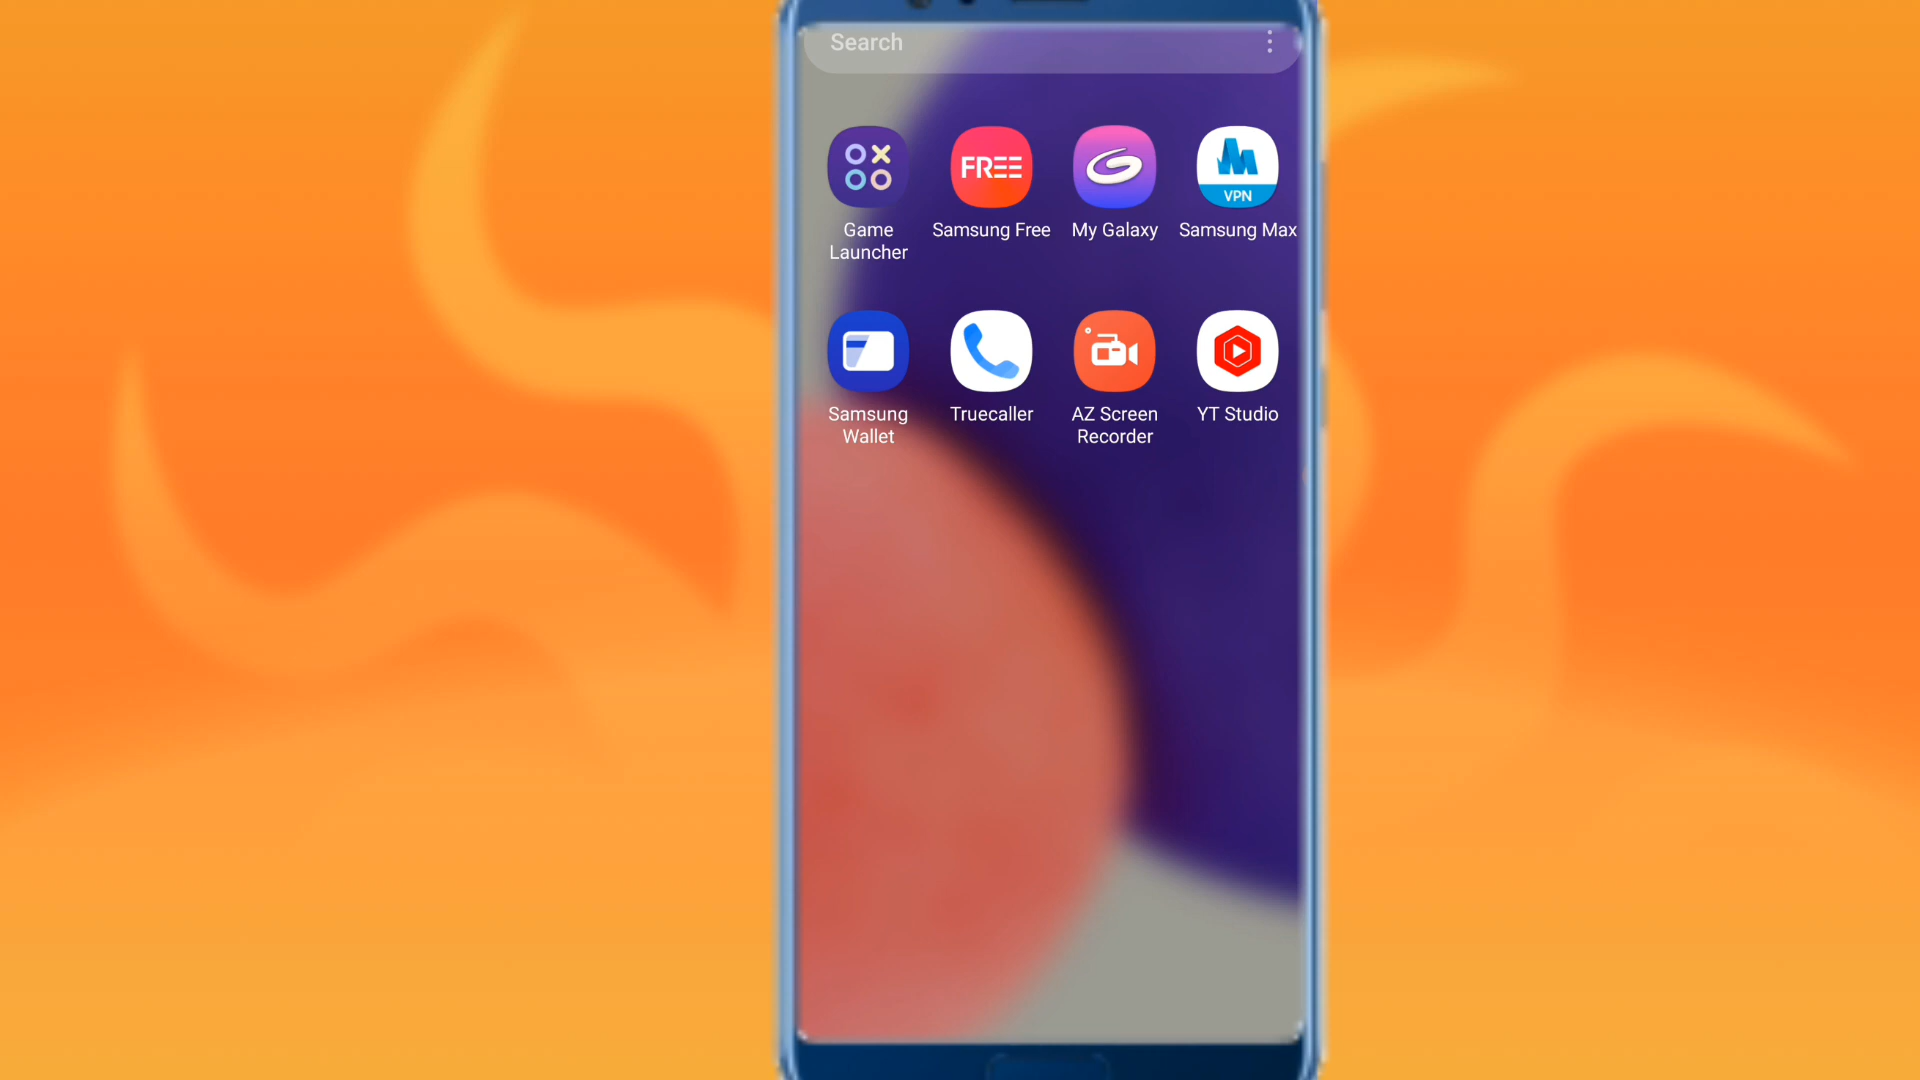 Search
FREE
VPN
Game
Launcher
Samsung Free
My Galaxy
Samsung Max
Samsung
Wallet
Truecaller
AZ Screen
Recorder
YT Studio